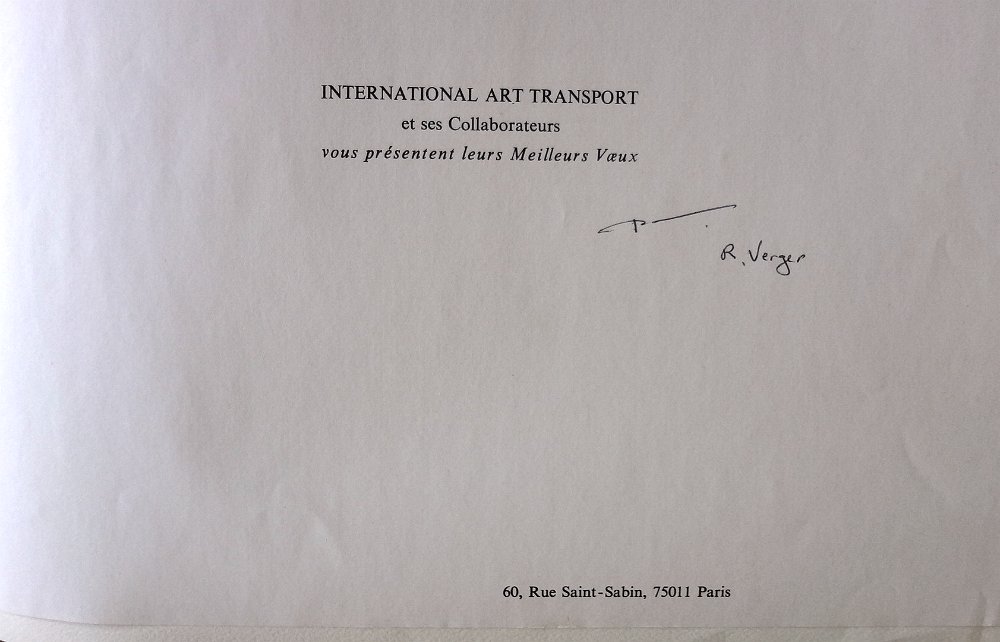 INTERNATIONAL ART TRANSPORT
et ses Collaborateurs
vous présentent leurs Meilleurs Vœux
R. Verger
60, Rue Saint-Sabin, 75011 Paris